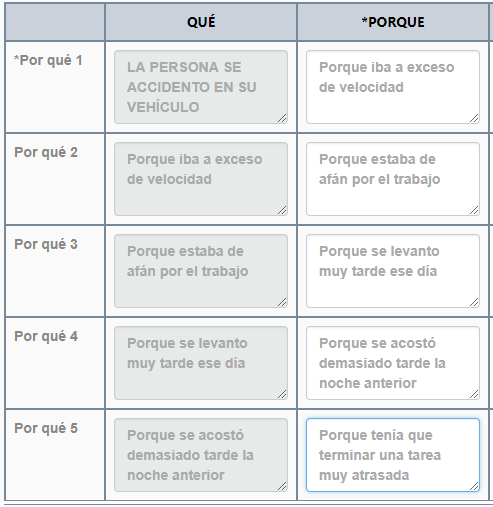 QUÉ *PORQUE
*Por qué 1
LA PERSONA SE
ACCIDENTO EN SU
VEHÍCULO
Porque iba a exceso
de velocidad
Por qué 2
Porque iba a exceso
de velocidad
Porque estaba de
afán por el trabajo
Por qué 3
Porque estaba de
afán por el trabajo
Porque se levanto
muy tarde ese día
Por qué 4
Porque se levanto
muy tarde ese día
Porque se acostó
demasiado tarde la
noche anterior
Por qué 5
Porque se acostó
demasiado tarde la
noche anterior
Porque tenía que
terminar una tarea
muy atrasada